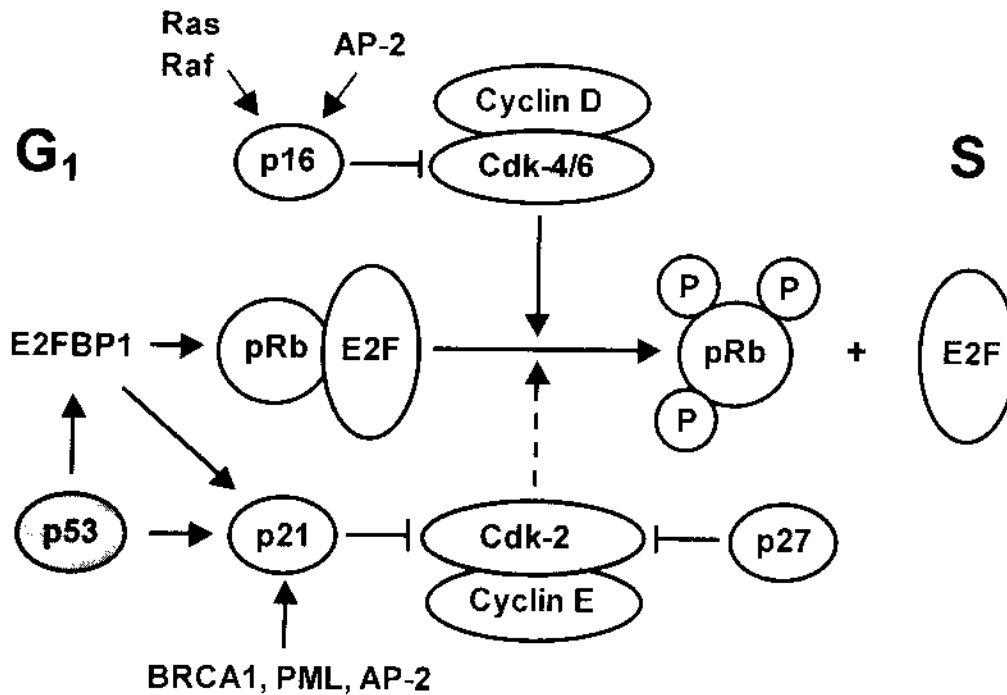 Ras
Raf
AP-2
Cyclin D
G1
p16
Cdk-4/6
S
P
P
E2FBP1
pRb
E2F
pRb
+
E2F
P
p53
p21
Cdk-2
p27
Cyclin E
BRCA1, PML, AP-2